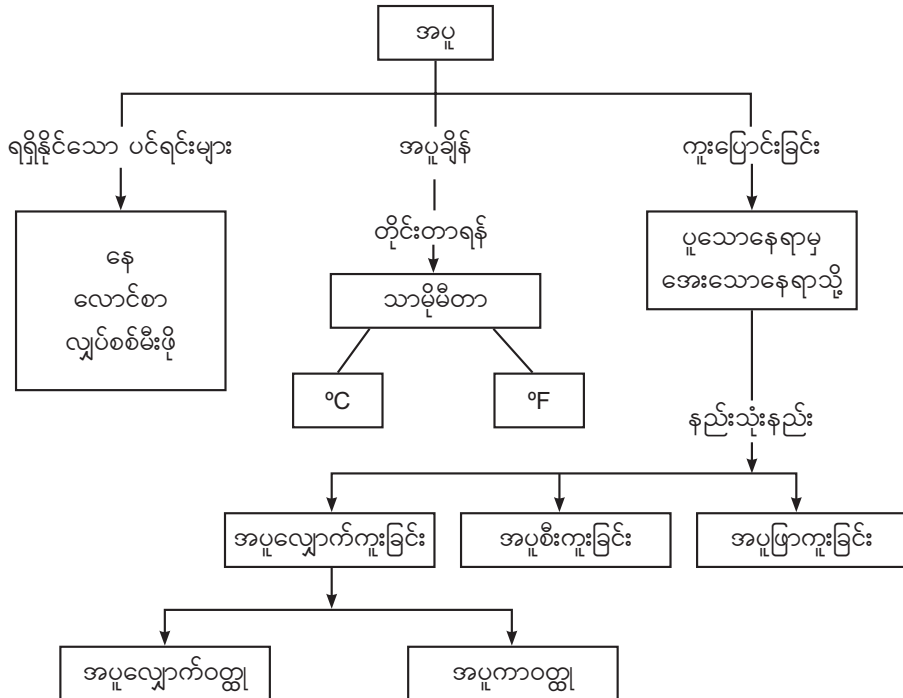 အပူ
ရရှိနိုင်သော ပင်ရင်းများ
အပူချိန်
ကူးပြောင်းခြင်း
နေ
လောင်စာ
လျှပ်စစ်မီးဖို
တိုင်းတာရန်
သာမိုမီတာ
ºC
ºF
ပူသောနေရာမှ
အေးသောနေရာသို့
နည်းသုံးနည်း
အပူလျှောက်ကူးခြင်း
အပူစီးကူးခြင်း
အပူဖြာကူးခြင်း
အပူလျှောက်ဝတ္ထု
အပူကာဝတ္ထု